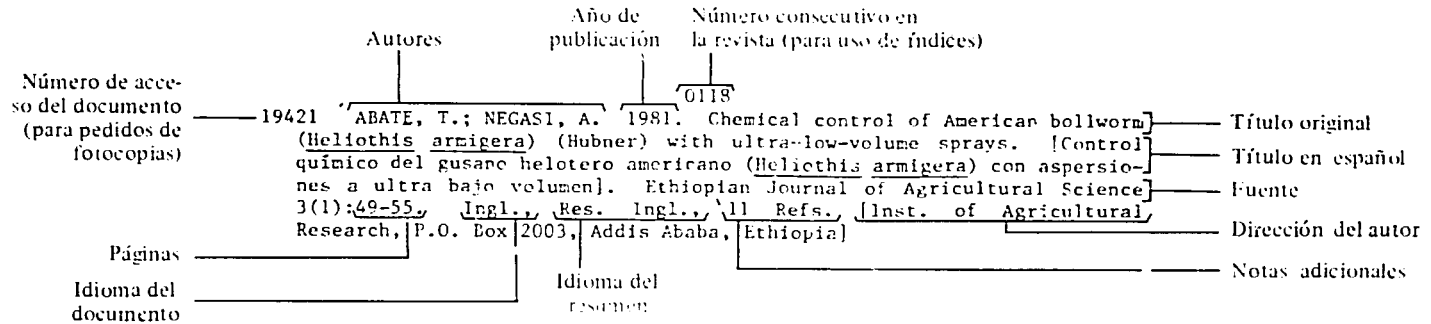 Año de
publicación
Número consecutivo en
la revista (para uso de índices)
Autores
Número de acce-
so del documento
(para pedidos de
fotocopias)
0118
19421 ABATE, T.; NEGASI, A. 1981. Chemical control of American bollworm
(Heliothis armigera) (Hubner) with ultra-low-volume sprays. [Control
químico del gusano helotero americano (Heliothis armigera) con aspersio-
nes a ultra bajo volumen]. Ethiopian Journal of Agricultural Science
3(1):49-55., Ingl., Res. Ingl., 11 Refs., [Inst. of Agricultural
Research, P.O. Box 2003, Addis Ababa, Ethiopia]
Título original
Título en español
Fuente
Dirección del autor
Notas adicionales
Páginas
Idioma del
documento
Idioma del
resumen